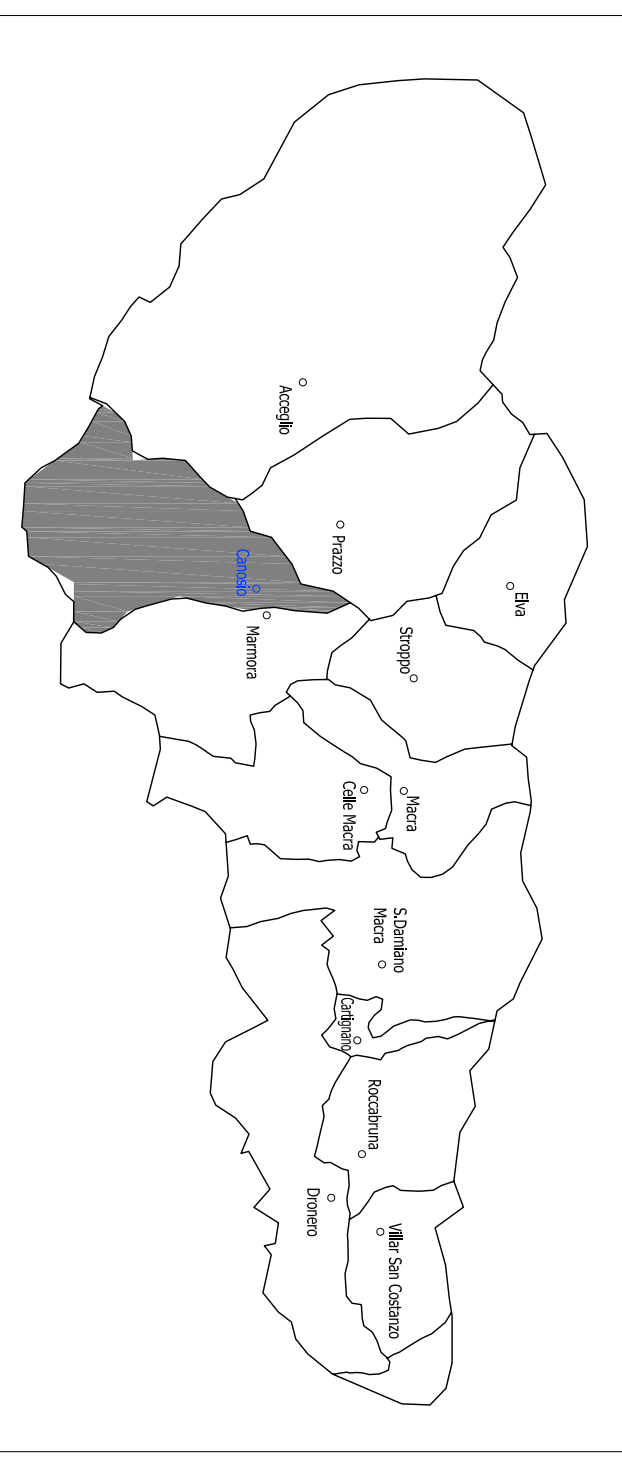 Acceglio
Prazzo
Canosio
Elva
Marmora
Stroppo
Celle Macra
Macra
S.Damiano
Macra
Cartignano
Roccabruna
Dronero
Villar San Costanzo